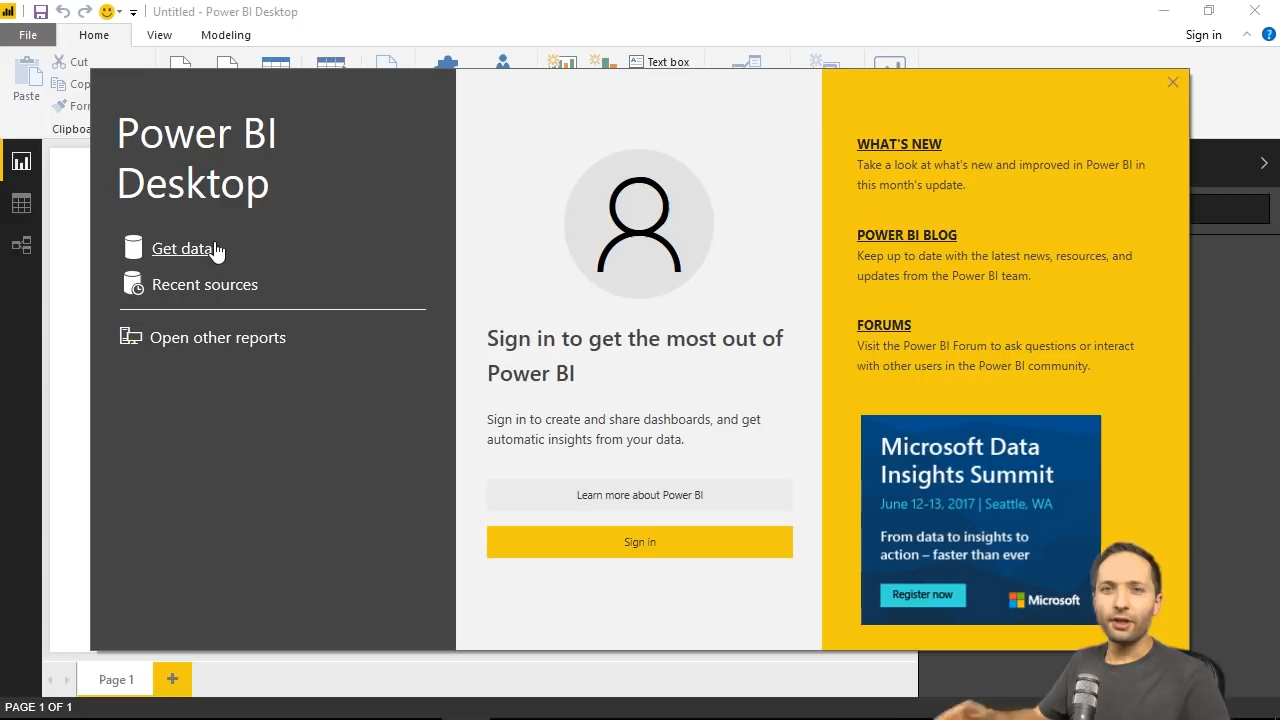 Untitled - Power BI Desktop
File
Home
View
Modeling
Sign in
Paste
Cut
Text box
Clipboa
Power BI
Desktop
Get data
Recent sources
Open other reports
Sign in to get the most out of
Power BI
Sign in to create and share dashboards, and get
automatic insights from your data.
Learn more about Power BI
Sign in
WHAT'S NEW
Take a look at what's new and improved in Power BI in
this month's update.
POWER BI BLOG
Keep up to date with the latest news, resources, and
updates from the Power BI team.
FORUMS
Visit the Power BI Forum to ask questions or interact
with other users in the Power BI community.
Microsoft Data
Insights Summit
June 12-13, 2017 | Seattle, WA
From data to insights to
action – faster than ever
Register now
Microsoft
Page 1
PAGE 1 OF 1